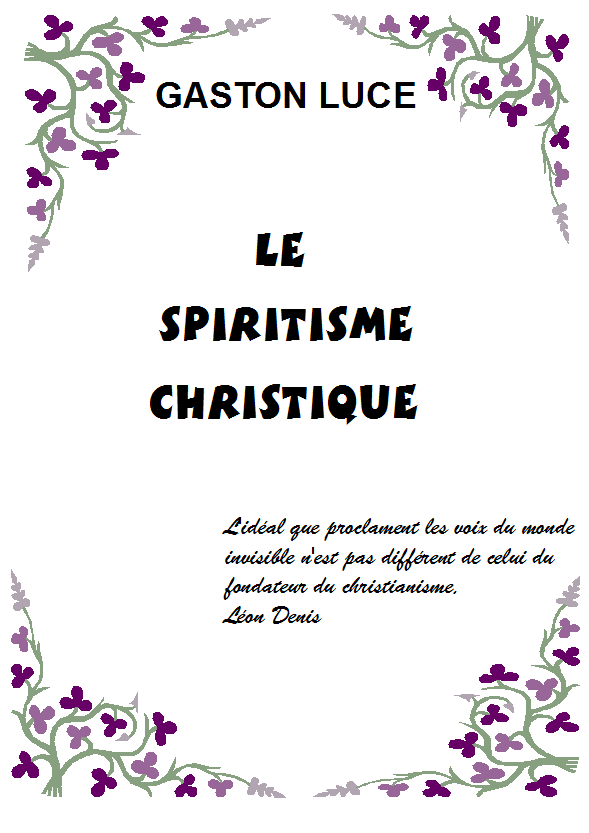 GASTON LUCE
LE
SPIRITISME
CHRISTIQUE
L'idéal que proclament les voix du monde
invisible n'est pas différent de celui du
fondateur du christianisme.
Léon Denis